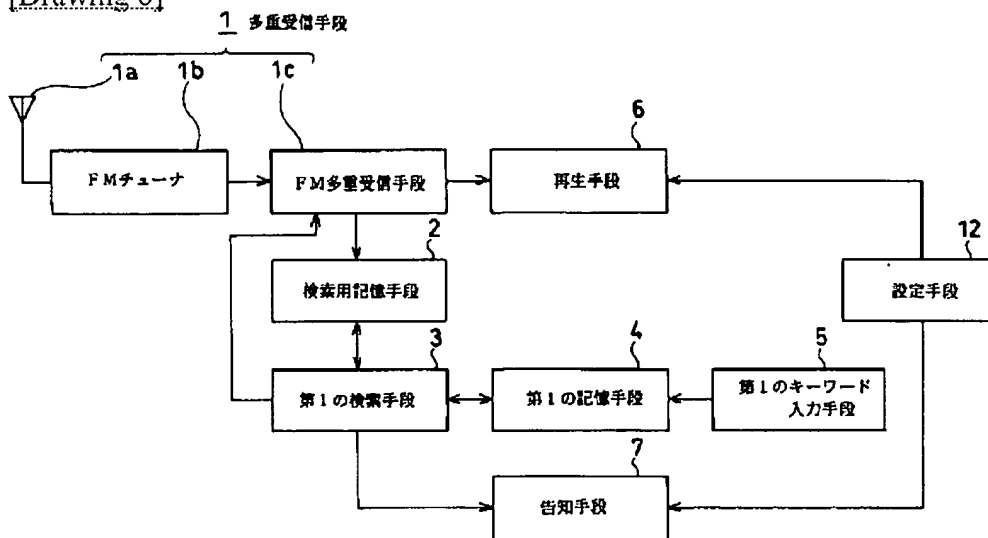 [Drawing 6]
1 多重受信手段
1a
1b
1c
6
FMチューナ
FM多重受信手段
再生手段
2
12
検索用記憶手段
設定手段
3
4
5
第1の検索手段
第1の記憶手段
第1のキーワード
入力手段
7
告知手段